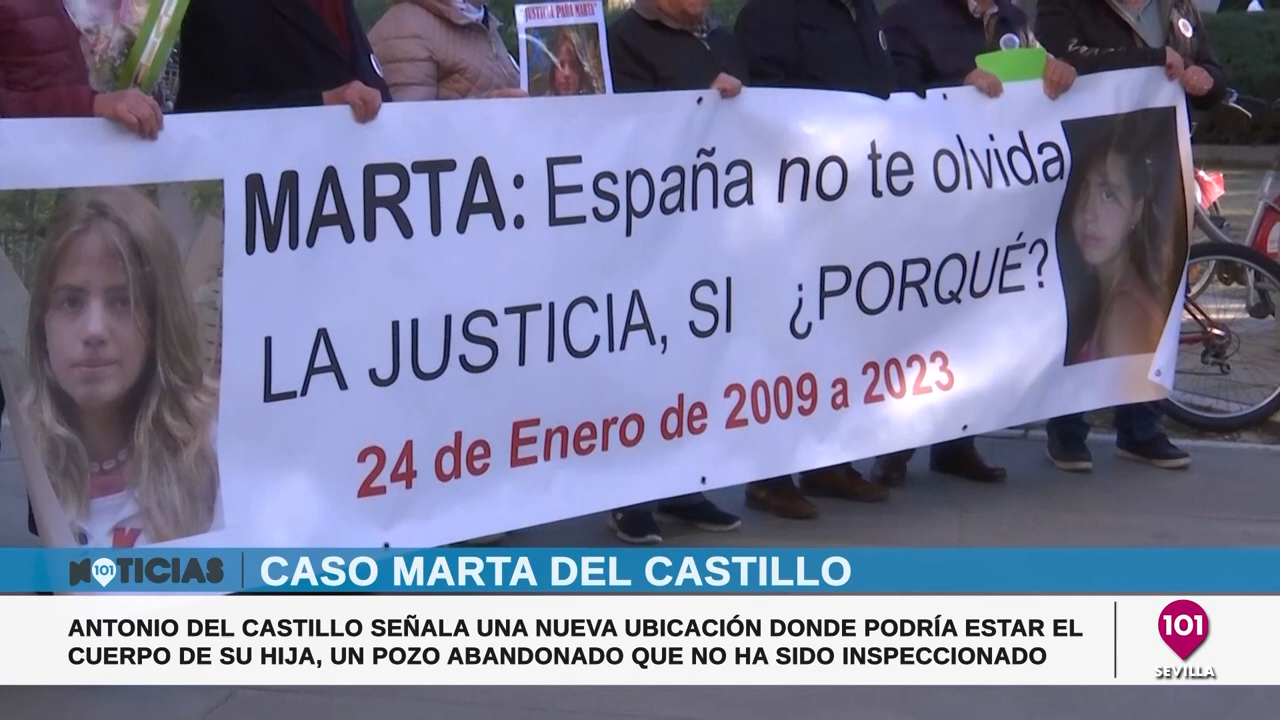 "JUSTICIA PARA MARTA"
MARTA: España no te olvida
LA JUSTICIA, SI ¿PORQUÉ?
24 de Enero de 2009 a 2023
NOTICIAS 101
CASO MARTA DEL CASTILLO
ANTONIO DEL CASTILLO SEÑALA UNA NUEVA UBICACIÓN DONDE PODRÍA ESTAR EL
CUERPO DE SU HIJA, UN POZO ABANDONADO QUE NO HA SIDO INSPECCIONADO
101
SEVILLA